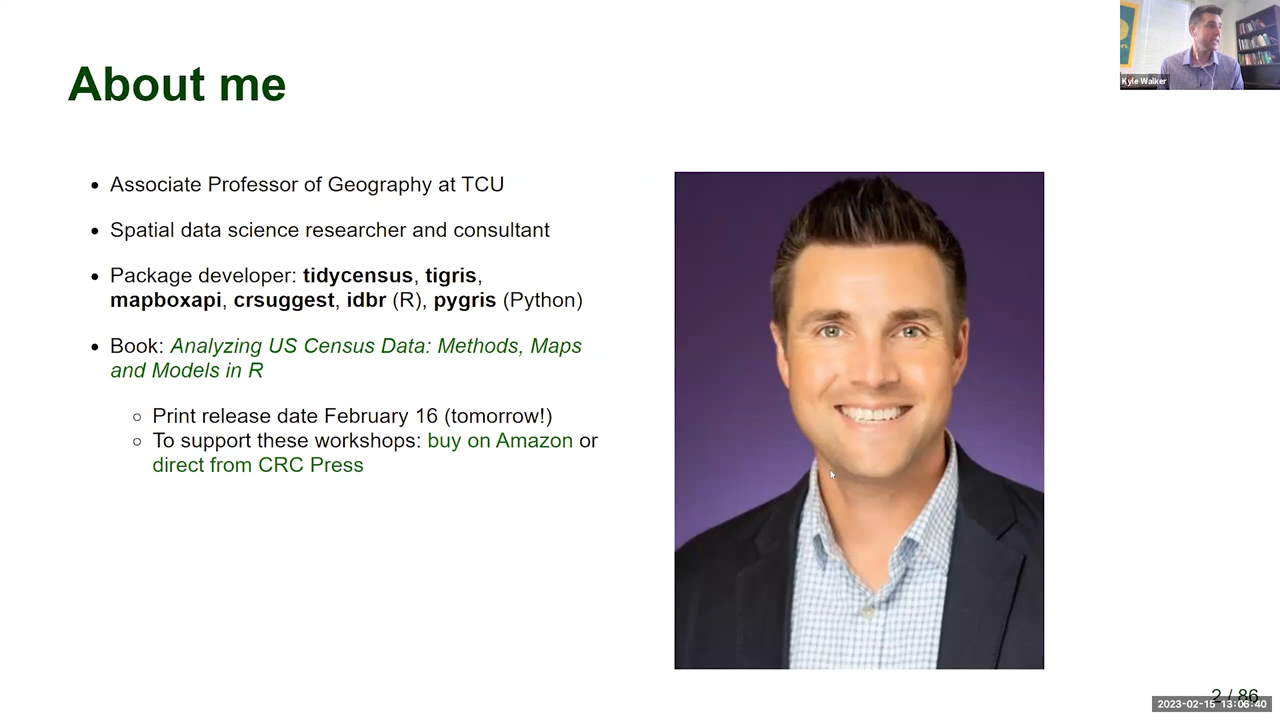 Kyle Walker
About me
Associate Professor of Geography at TCU
Spatial data science researcher and consultant
Package developer: tidycensus, tigris,
mapboxapi, crsuggest, idbr (R), pygris (Python)
Book: Analyzing US Census Data: Methods, Maps
and Models in R
Print release date February 16 (tomorrow!)
To support these workshops: buy on Amazon or
direct from CRC Press
2 / 86
2023-02-15 13:06:40